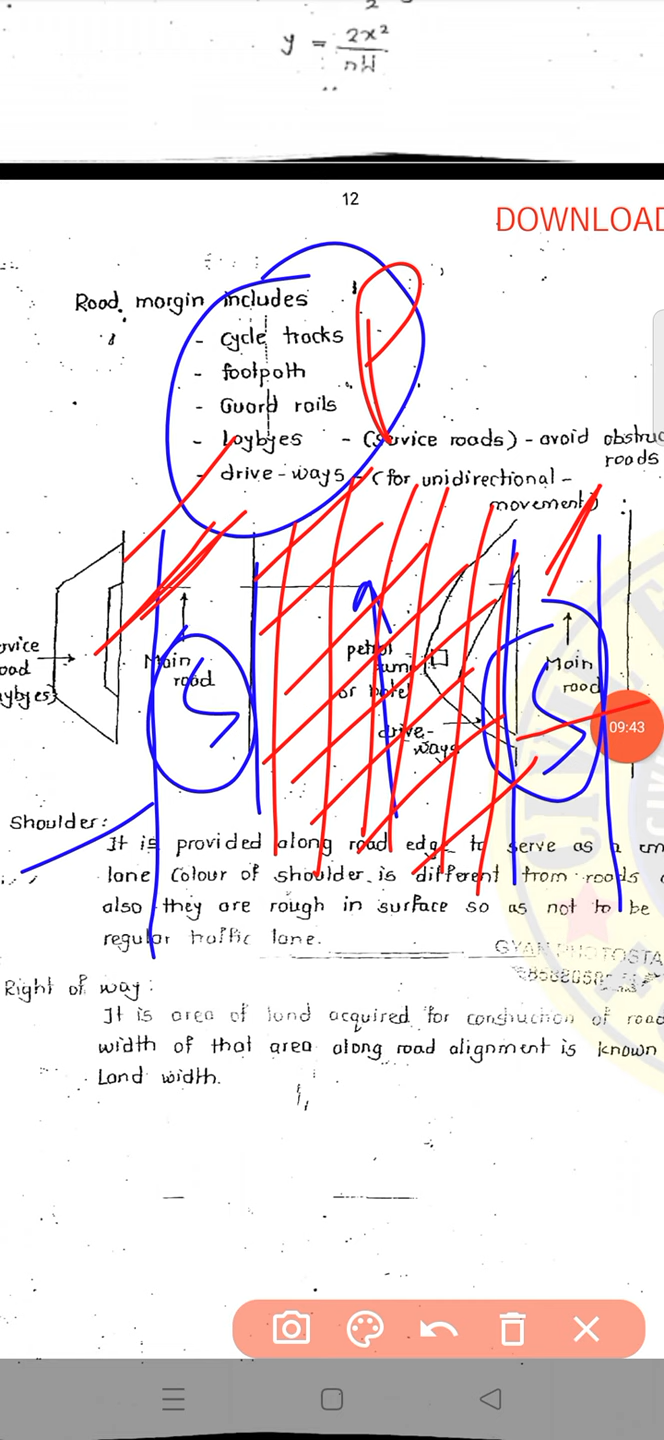 y = 2x²
nW
12
DOWNLOAD
Road margin includes
- cycle tracks
- footpath
- Guard rails
- Laybyes - (Service roads) - avoid obstruc
roads
- drive-ways - (for unidirectional -
movement)
rvice
oad
aybyes)
Main
road
petrol
or hotel
drive-
ways
Main
road
09:43
Shoulder:
It is provided along road edge to serve as a em
lane Colour of shoulder is different from roads
also they are rough in surface so as not to be
regular traffic lane.
GYAN PHOTOSTA
Right of way:
It is area of land acquired for construction of road
width of that area along road alignment is known
Land width.